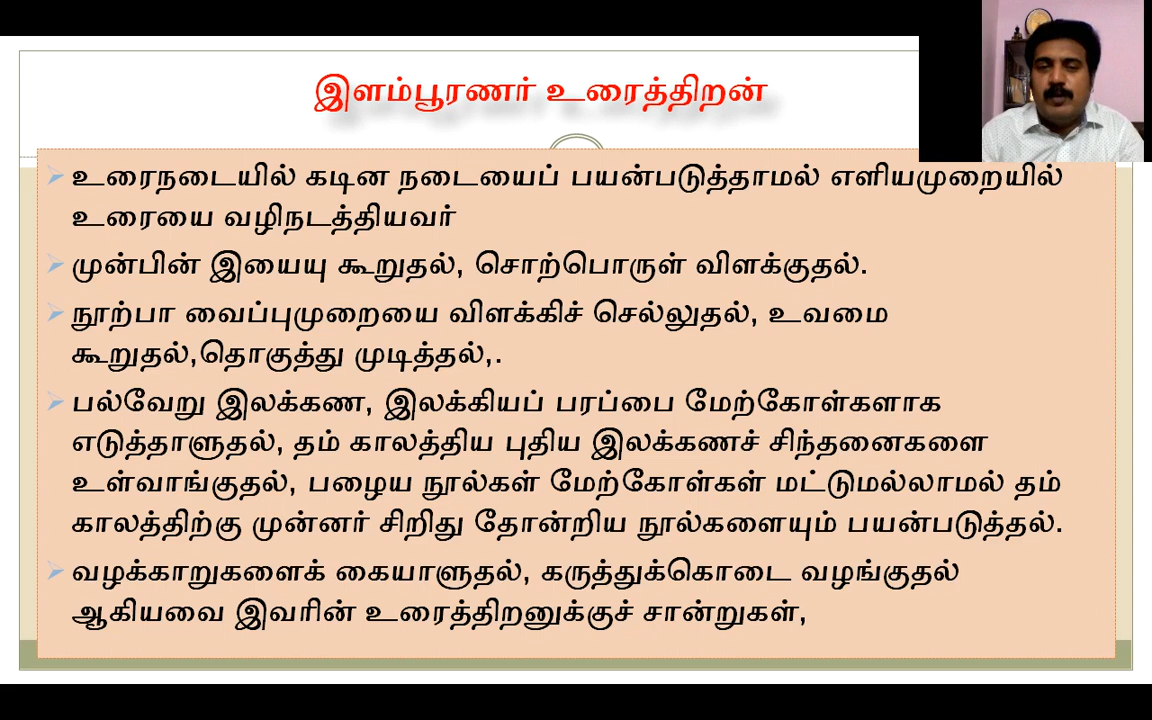 இளம்பூரணர் உரைத்திறன்
உரைநடையில் கடின நடையைப் பயன்படுத்தாமல் எளியமுறையில்
உரையை வழிநடத்தியவர்
முன்பின் இயையு கூறுதல், சொற்பொருள் விளக்குதல்.
நூற்பா வைப்புமுறையை விளக்கிச் செல்லுதல், உவமை
கூறுதல்,தொகுத்து முடித்தல்,.
பல்வேறு இலக்கண, இலக்கியப் பரப்பை மேற்கோள்களாக
எடுத்தாளுதல், தம் காலத்திய புதிய இலக்கணச் சிந்தனைகளை
உள்வாங்குதல், பழைய நூல்கள் மேற்கோள்கள் மட்டுமல்லாமல் தம்
காலத்திற்கு முன்னர் சிறிது தோன்றிய நூல்களையும் பயன்படுத்தல்.
வழக்காறுகளைக் கையாளுதல், கருத்துக்கொடை வழங்குதல்
ஆகியவை இவரின் உரைத்திறனுக்குச் சான்றுகள்,